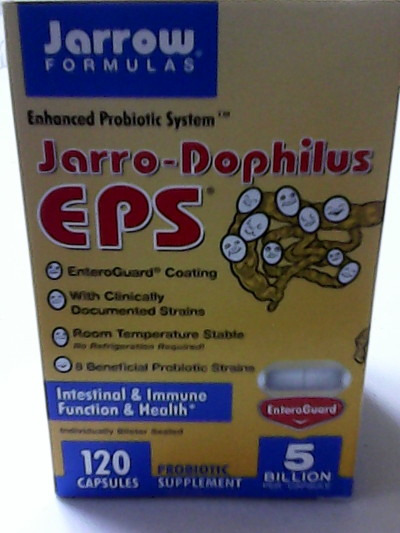 Jarrow
FORMULAS®
Enhanced Probiotic System™
Jarro-Dophilus
EPS®
EnteroGuard® Coating
With Clinically
Documented Strains
Room Temperature Stable
No Refrigeration Required!
8 Beneficial Probiotic Strains
Intestinal & Immune
Function & Health*
EnteroGuard®
Individually Blister Sealed
120
CAPSULES
PROBIOTIC
SUPPLEMENT
5
BILLION
PER CAPSULE